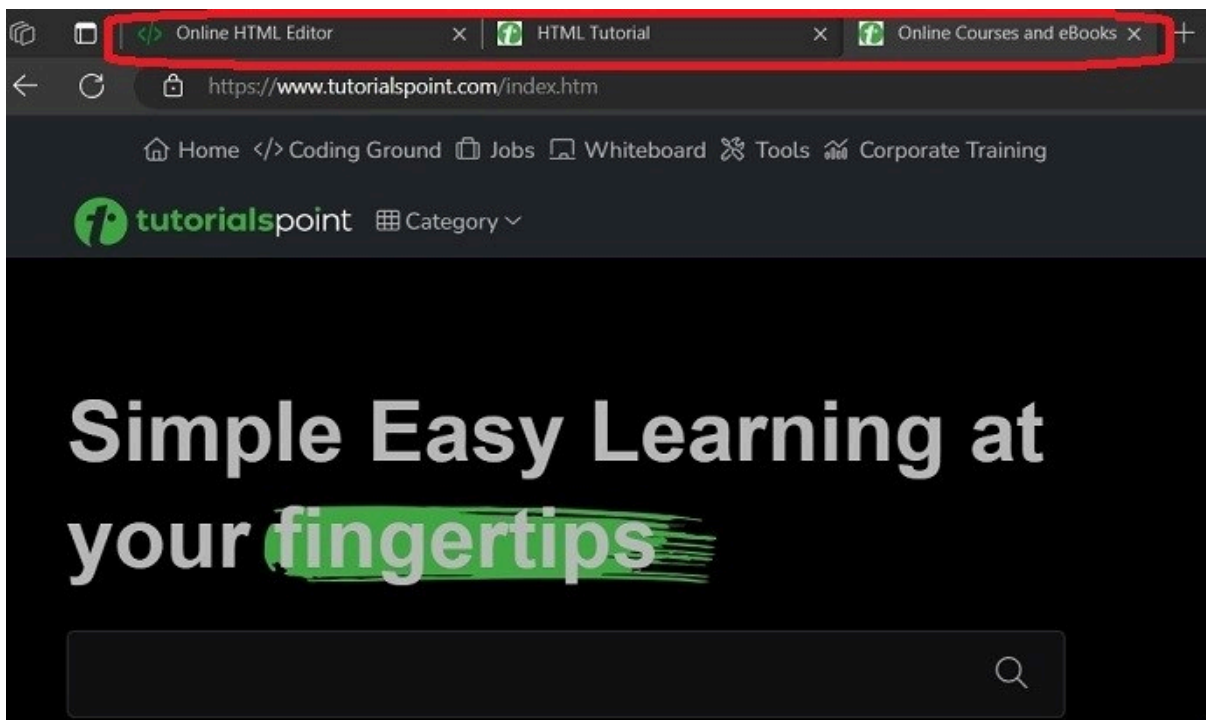 Online HTML Editor HTML Tutorial Online Courses and eBooks
https://www.tutorialspoint.com/index.htm
Home </> Coding Ground Jobs Whiteboard Tools Corporate Training
tutorialspoint Category
Simple Easy Learning at
your fingertips